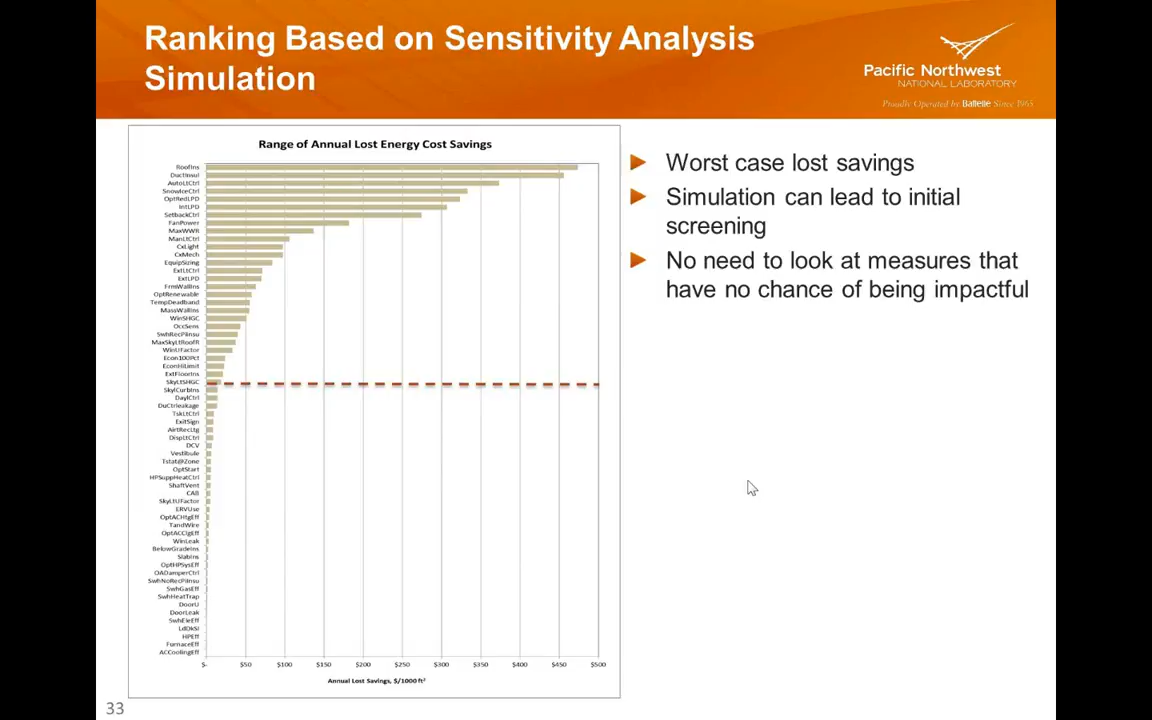 Ranking Based on Sensitivity Analysis
Simulation
Pacific Northwest
NATIONAL LABORATORY
Proudly Operated by Battelle Since 1965
Range of Annual Lost Energy Cost Savings
RoofIns
DuctInsul
AutoLtCtrl
SnowIceCtrl
OptRedLPD
IntLPD
SetbackCtrl
FanPower
MaxWWR
ManLtCtrl
CxLight
CxMech
EquipSizing
ExtLtCtrl
ExtLPD
FrmWallIns
OptRenewable
TempDeadband
MassWallIns
WinSHGC
OccSens
SwhRecPiInsu
MaxSkyLtRoofR
WinUFactor
Econ100Pct
EconHiLimit
ExtFloorIns
SkyLtSHGC
SkylCurbIns
DaylCtrl
DuctrLeakage
TskLtCtrl
ExitSign
AirtRecLtg
DispLtCtrl
DCV
Vestibule
Tstat@Zone
OptStart
HPSuppHeatCtrl
ShaftVent
CAB
SkyLtUFactor
ERVUse
OptACHtgEff
TandWire
OptACClgEff
WinLeak
BelowGradeIns
SlabIns
OptHPSysEff
OADamperCtrl
SwhNoRecPiInsu
SwhGasEff
SwhHeatTrap
DoorU
DoorLeak
SwhEleEff
LdDkSl
HPEff
FurnaceEff
ACCoolingEff
$- $50 $100 $150 $200 $250 $300 $350 $400 $450 $500
Annual Lost Savings, $/1000 ft²
Worst case lost savings
Simulation can lead to initial
screening
No need to look at measures that
have no chance of being impactful
33